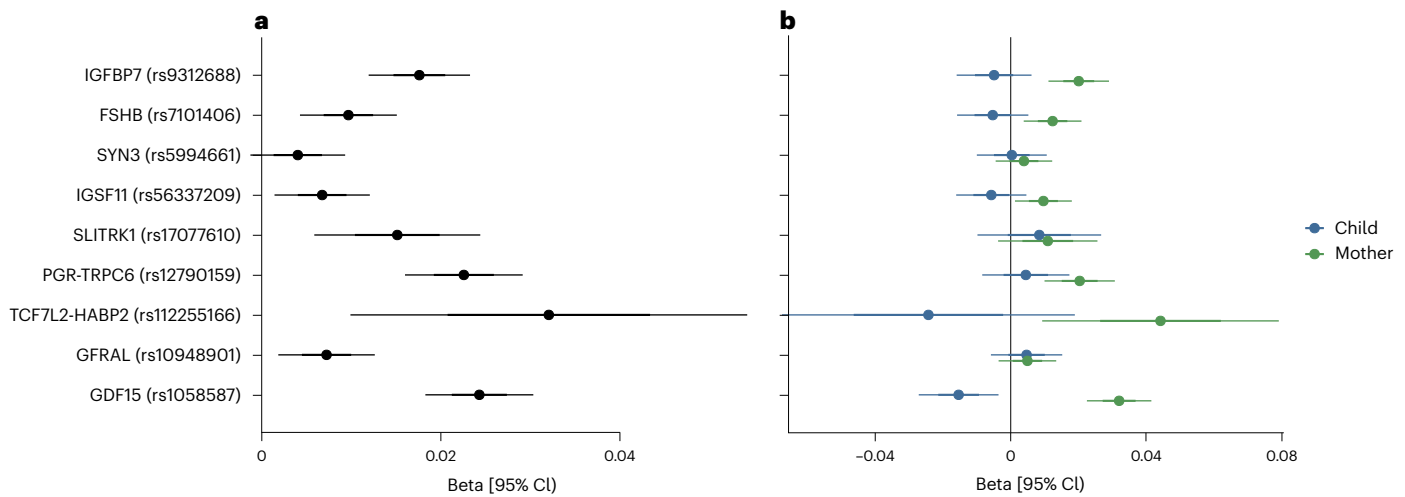 a
IGFBP7 (rs9312688)
FSHB (rs7101406)
SYN3 (rs5994661)
IGSF11 (rs56337209)
SLITRK1 (rs17077610)
PGR-TRPC6 (rs12790159)
TCF7L2-HABP2 (rs112255166)
GFRAL (rs10948901)
GDF15 (rs1058587)
0 0.02 0.04
Beta [95% CI)
b
Child
Mother
−0.04 0 0.04 0.08
Beta [95% CI)